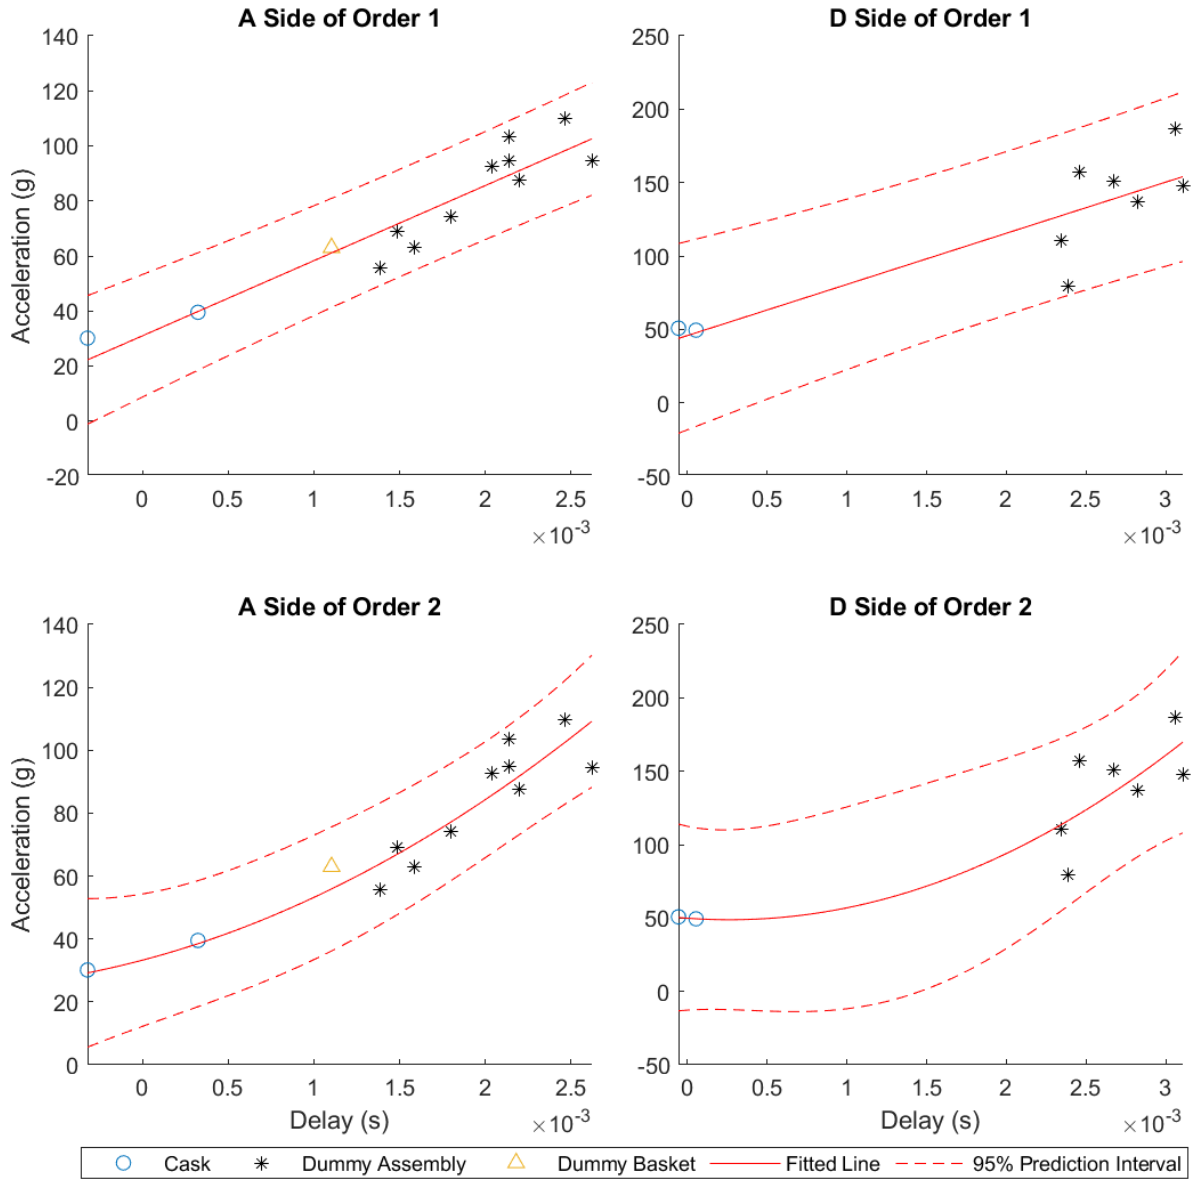 A Side of Order 1
140
120
100
80
60
40
20
0
-20
Acceleration (g)
0 0.5 1 1.5 2 2.5
×10-3
D Side of Order 1
250
200
150
100
50
0
-50
0 0.5 1 1.5 2 2.5 3
×10-3
A Side of Order 2
140
120
100
80
60
40
20
0
Acceleration (g)
0 0.5 1 1.5 2 2.5
Delay (s)
×10-3
D Side of Order 2
250
200
150
100
50
0
-50
0 0.5 1 1.5 2 2.5 3
Delay (s)
×10-3
Cask Dummy Assembly Dummy Basket Fitted Line 95% Prediction Interval